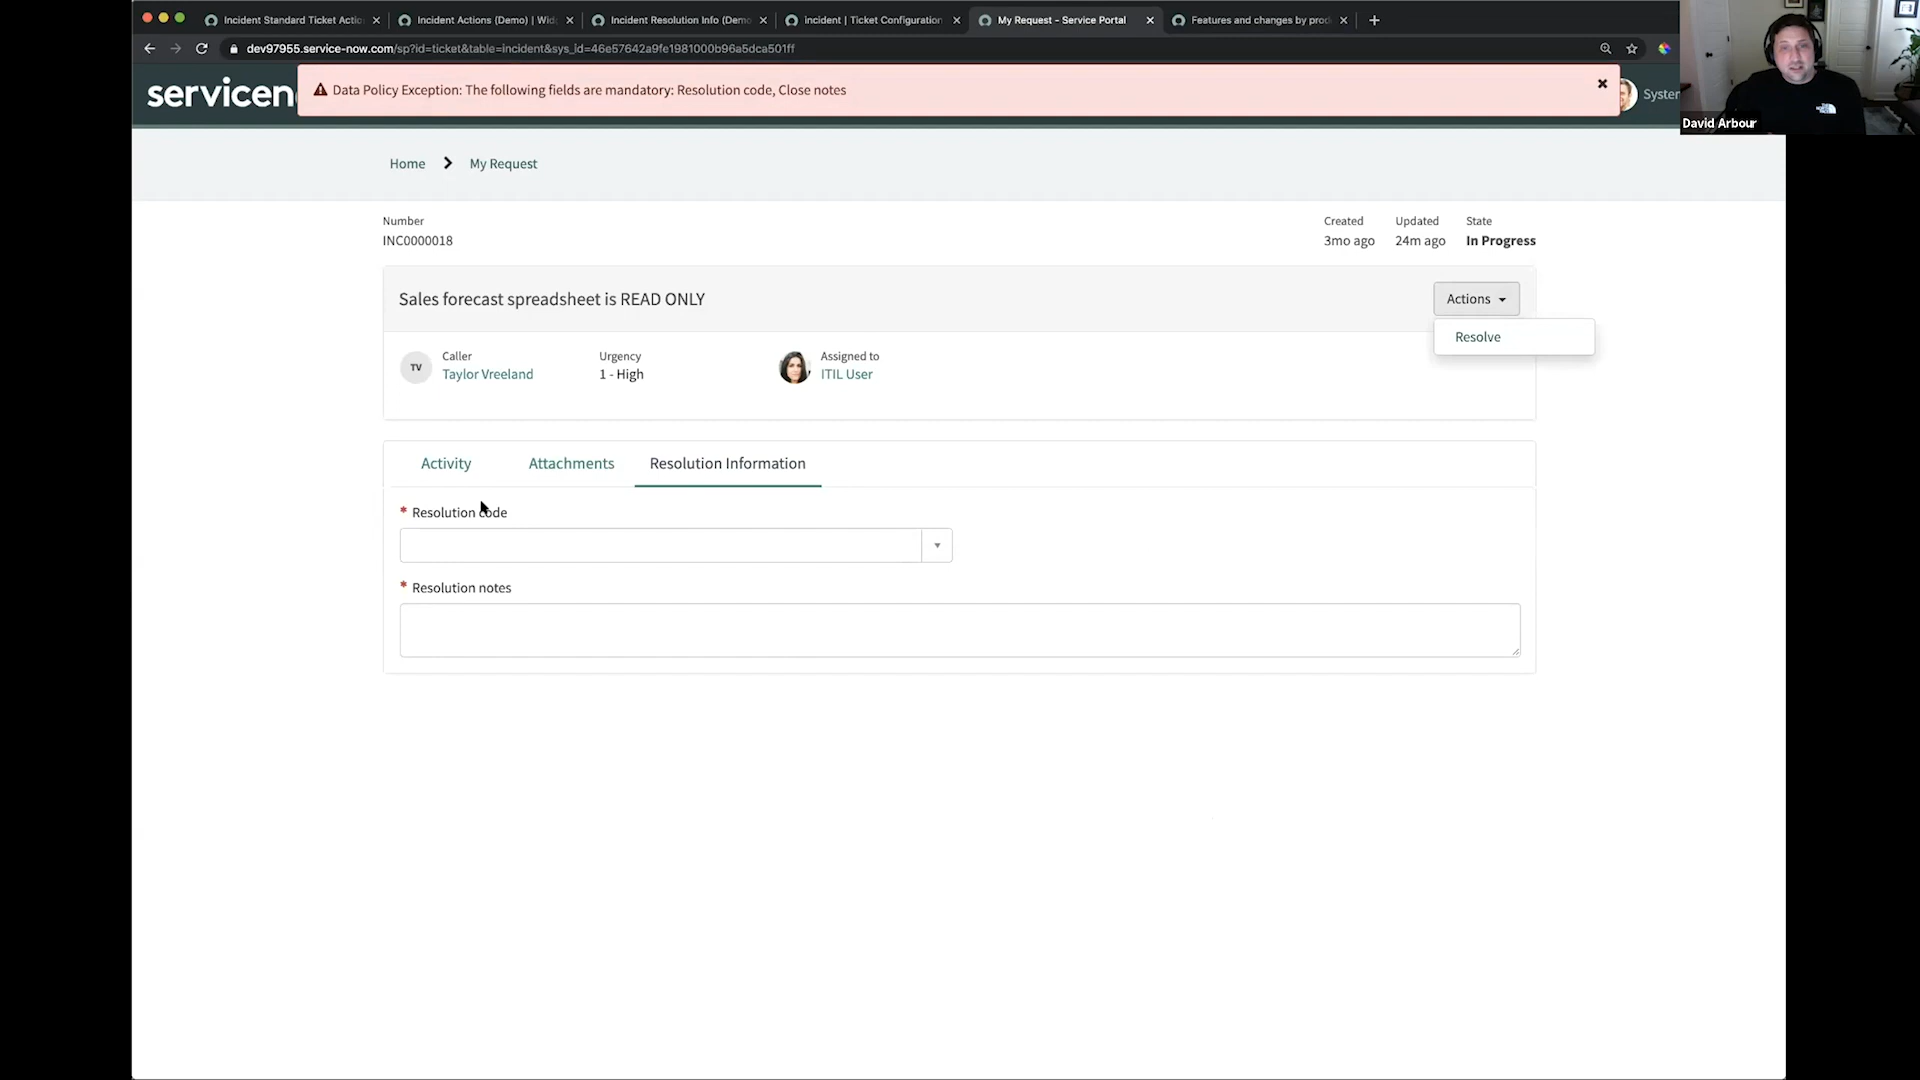 Incident Standard Ticket Actio
Incident Actions (Demo) | Wid
Incident Resolution Info (Demo
incident | Ticket Configuration
My Request - Service Portal
Features and changes by prod
dev97955.service-now.com/sp?id=ticket&table=incident&sys_id=46e57642a9fe1981000b96a5dca501ff
servicen
Data Policy Exception: The following fields are mandatory: Resolution code, Close notes
System
David Arbour
Home
My Request
Number
INC0000018
Created
3mo ago
Updated
24m ago
State
In Progress
Sales forecast spreadsheet is READ ONLY
Actions
Resolve
TV
Caller
Taylor Vreeland
Urgency
1 - High
Assigned to
ITIL User
Activity
Attachments
Resolution Information
* Resolution code
* Resolution notes